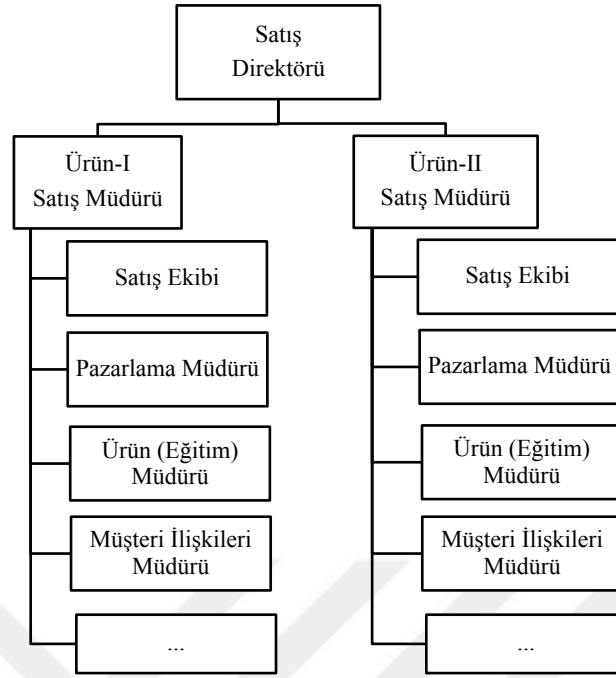 Satış
Direktörü
Ürün-I
Satış Müdürü
Satış Ekibi
Pazarlama Müdürü
Ürün (Eğitim)
Müdürü
Müşteri İlişkileri
Müdürü
...
Ürün-II
Satış Müdürü
Satış Ekibi
Pazarlama Müdürü
Ürün (Eğitim)
Müdürü
Müşteri İlişkileri
Müdürü
...